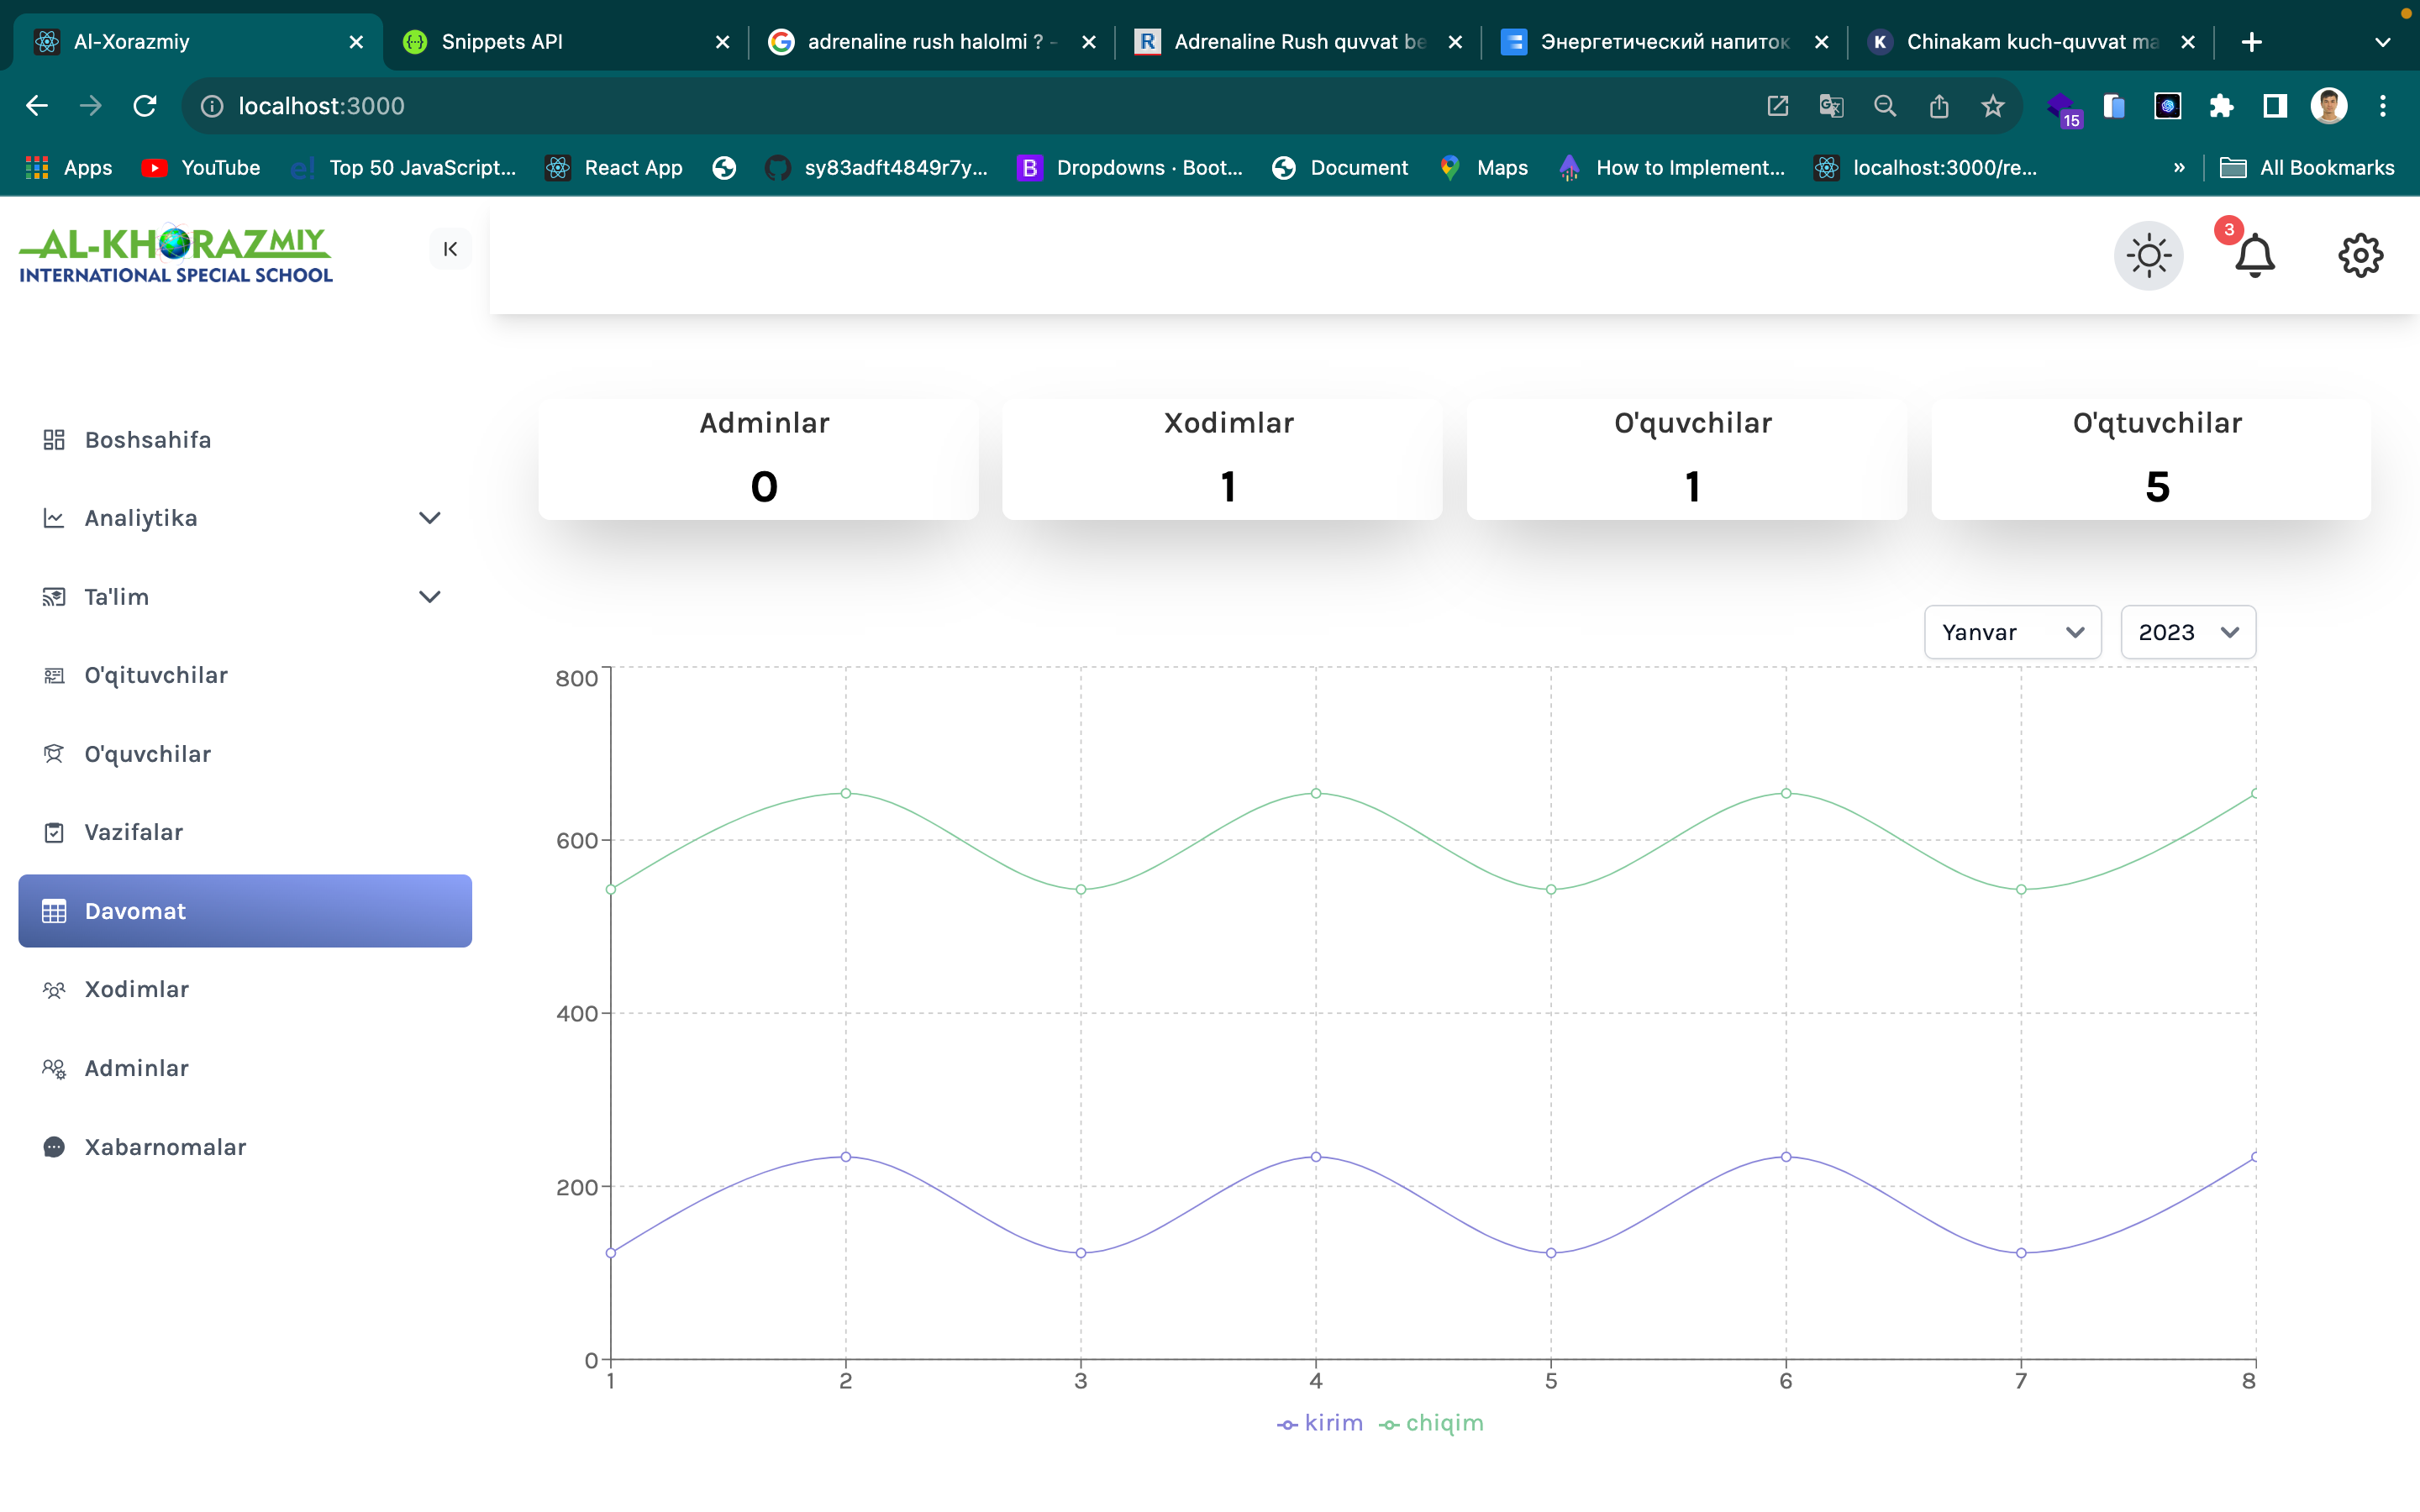 Al-Xorazmiy
Snippets API
adrenaline rush halolmi ? -
Adrenaline Rush quvvat be
Энергетический напиток
Chinakam kuch-quvvat ma
localhost:3000
15
Apps
YouTube
Top 50 JavaScript...
React App
sy83adft4849r7y...
Dropdowns · Boot...
Document
Maps
How to Implement...
localhost:3000/re...
»
All Bookmarks
AL-KHORAZMIY
INTERNATIONAL SPECIAL SCHOOL
3
Boshsahifa
Analiytika
Ta'lim
O'qituvchilar
O'quvchilar
Vazifalar
Davomat
Xodimlar
Adminlar
Xabarnomalar
Adminlar
0
Xodimlar
1
O'quvchilar
1
O'qtuvchilar
5
Yanvar
2023
800
600
400
200
0
1 2 3 4 5 6 7 8
kirim chiqim